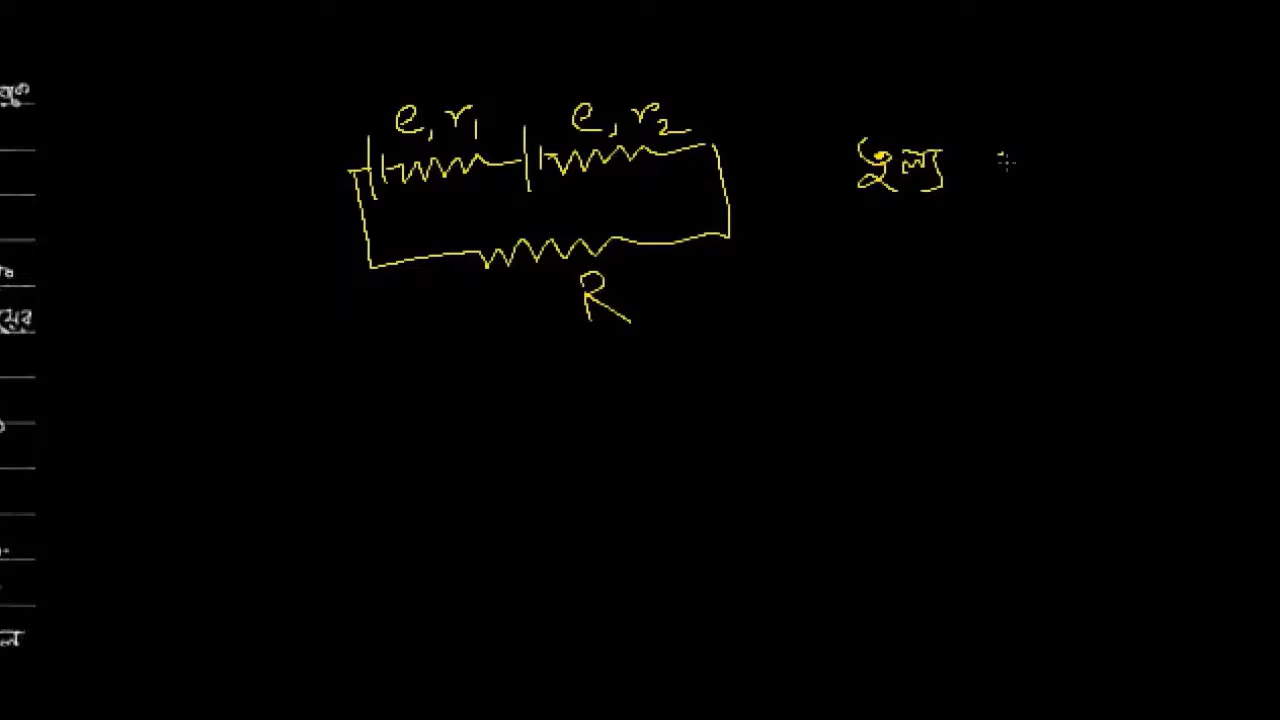 e, r₁ e, r₂
তুল্য
R
মের
ল